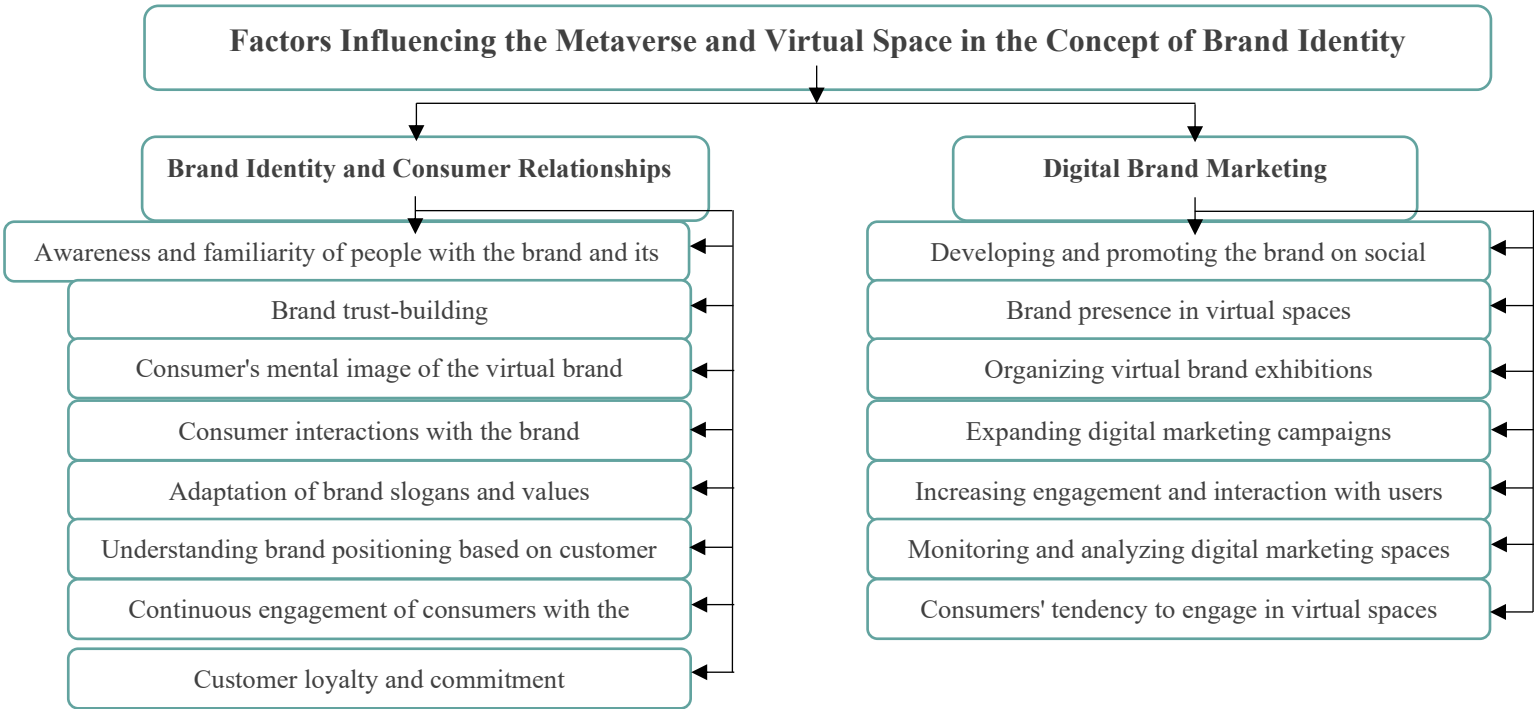 Factors Influencing the Metaverse and Virtual Space in the Concept of Brand Identity
Brand Identity and Consumer Relationships
Awareness and familiarity of people with the brand and its
Brand trust-building
Consumer's mental image of the virtual brand
Consumer interactions with the brand
Adaptation of brand slogans and values
Understanding brand positioning based on customer
Continuous engagement of consumers with the
Customer loyalty and commitment
Digital Brand Marketing
Developing and promoting the brand on social
Brand presence in virtual spaces
Organizing virtual brand exhibitions
Expanding digital marketing campaigns
Increasing engagement and interaction with users
Monitoring and analyzing digital marketing spaces
Consumers' tendency to engage in virtual spaces